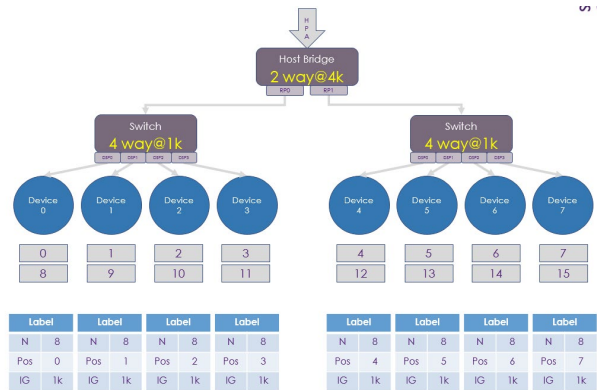 S
H
P
A
Host Bridge
2 way@4k
RP0 RP1
Switch
4 way@1k
DSP0 DSP1 DSP2 DSP3
Switch
4 way@1k
DSP0 DSP1 DSP2 DSP3
Device 0
Device 1
Device 2
Device 3
Device 4
Device 5
Device 6
Device 7
0 1 2 3 4 5 6 7
8 9 10 11 12 13 14 15
Label Label Label Label Label Label Label Label
N 8 N 8 N 8 N 8 N 8 N 8 N 8 N 8
Pos 0 Pos 1 Pos 2 Pos 3 Pos 4 Pos 5 Pos 6 Pos 7
IG 1k IG 1k IG 1k IG 1k IG 1k IG 1k IG 1k IG 1k